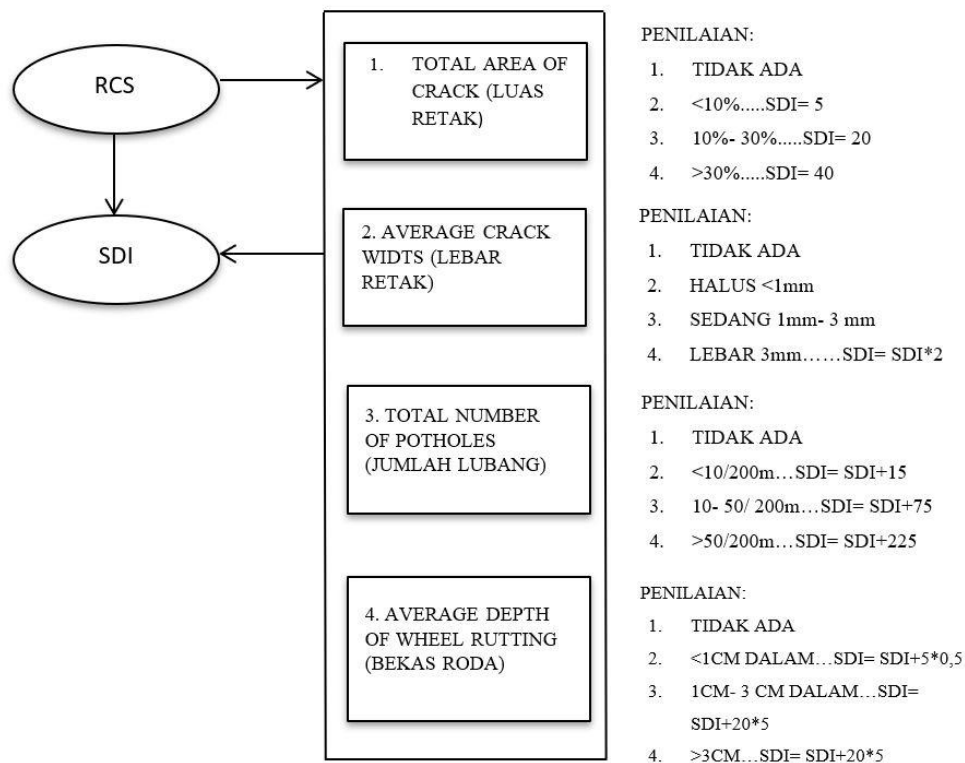 RCS
SDI
1. TOTAL AREA OF
CRACK (LUAS
RETAK)
2. AVERAGE CRACK
WIDTS (LEBAR
RETAK)
3. TOTAL NUMBER
OF POTHOLES
(JUMLAH LUBANG)
4. AVERAGE DEPTH
OF WHEEL RUTTING
(BEKAS RODA)
PENILAIAN:
1. TIDAK ADA
2. <10%.....SDI= 5
3. 10%- 30%.....SDI= 20
4. >30%.....SDI= 40
PENILAIAN:
1. TIDAK ADA
2. HALUS <1mm
3. SEDANG 1mm- 3 mm
4. LEBAR 3mm……SDI= SDI*2
PENILAIAN:
1. TIDAK ADA
2. <10/200m…SDI= SDI+15
3. 10- 50/ 200m…SDI= SDI+75
4. >50/200m…SDI= SDI+225
PENILAIAN:
1. TIDAK ADA
2. <1CM DALAM…SDI= SDI+5*0,5
3. 1CM- 3 CM DALAM…SDI=
SDI+20*5
4. >3CM…SDI= SDI+20*5